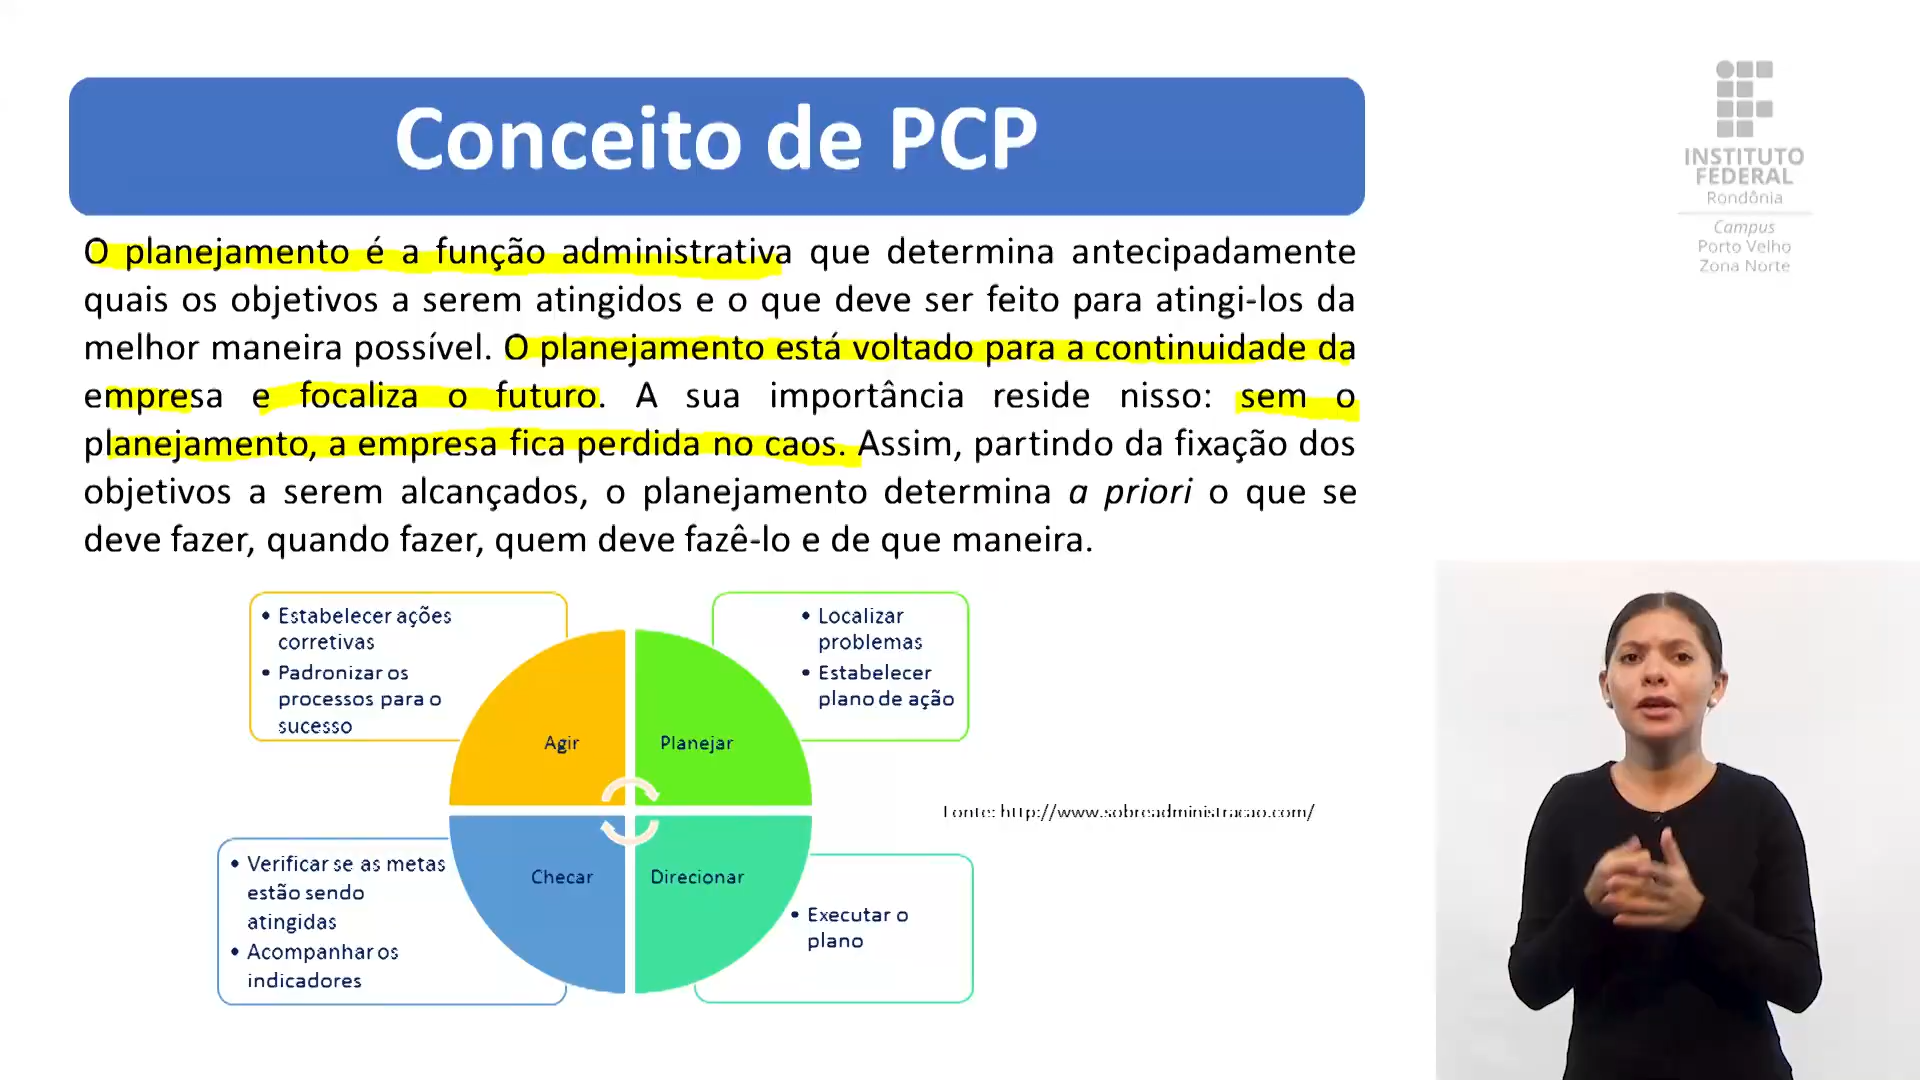 Conceito de PCP
INSTITUTO
FEDERAL
Rondônia
Campus
Porto Velho
Zona Norte
O planejamento é a função administrativa que determina antecipadamente
quais os objetivos a serem atingidos e o que deve ser feito para atingi-los da
melhor maneira possível. O planejamento está voltado para a continuidade da
empresa e focaliza o futuro. A sua importância reside nisso: sem o
planejamento, a empresa fica perdida no caos. Assim, partindo da fixação dos
objetivos a serem alcançados, o planejamento determina a priori o que se
deve fazer, quando fazer, quem deve fazê-lo e de que maneira.
• Estabelecer ações
corretivas
• Padronizar os
processos para o
sucesso
• Localizar
problemas
• Estabelecer
plano de ação
Agir
Planejar
Fonte: http://www.sobreadministracao.com/
• Verificar se as metas
estão sendo
atingidas
• Acompanhar os
indicadores
Checar
Direcionar
• Executar o
plano